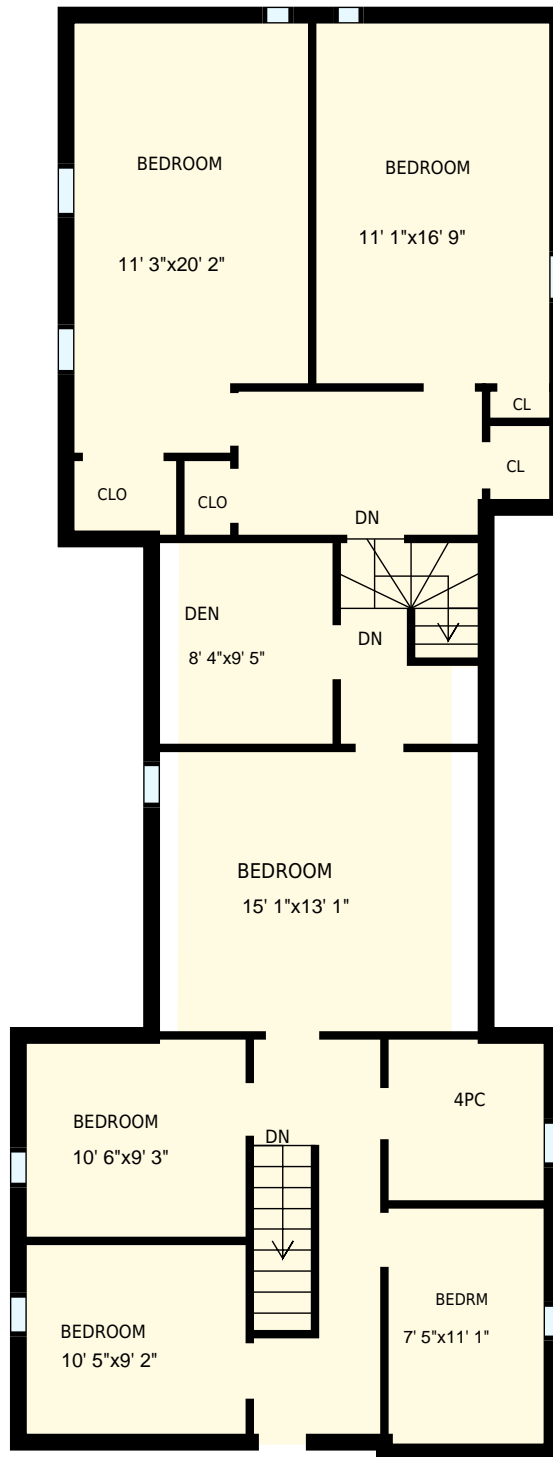 BEDROOM
11' 3"x20' 2"
BEDROOM
11' 1"x16' 9"
CL
CL
CLO
CLO
DN
DEN
8' 4"x9' 5"
DN
BEDROOM
15' 1"x13' 1"
BEDROOM
10' 6"x9' 3"
DN
4PC
BEDROOM
10' 5"x9' 2"
BEDRM
7' 5"x11' 1"